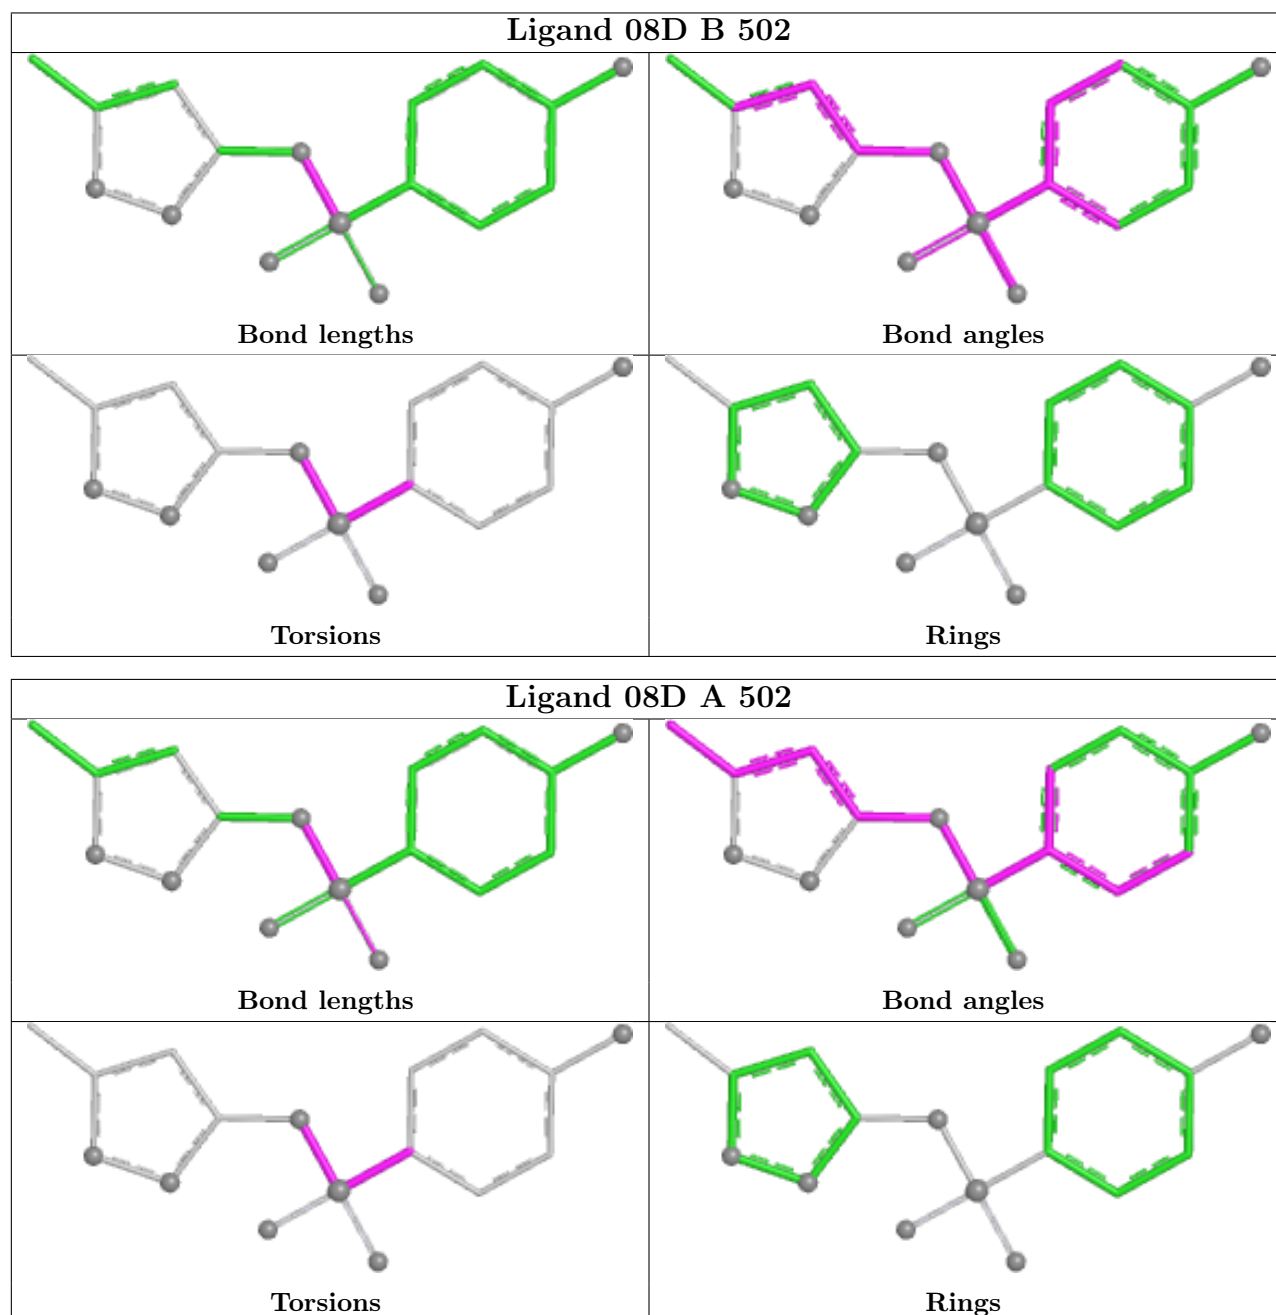 Ligand 08D B 502
Bond lengths
Bond angles
Torsions
Rings
Ligand 08D A 502
Bond lengths
Bond angles
Torsions
Rings